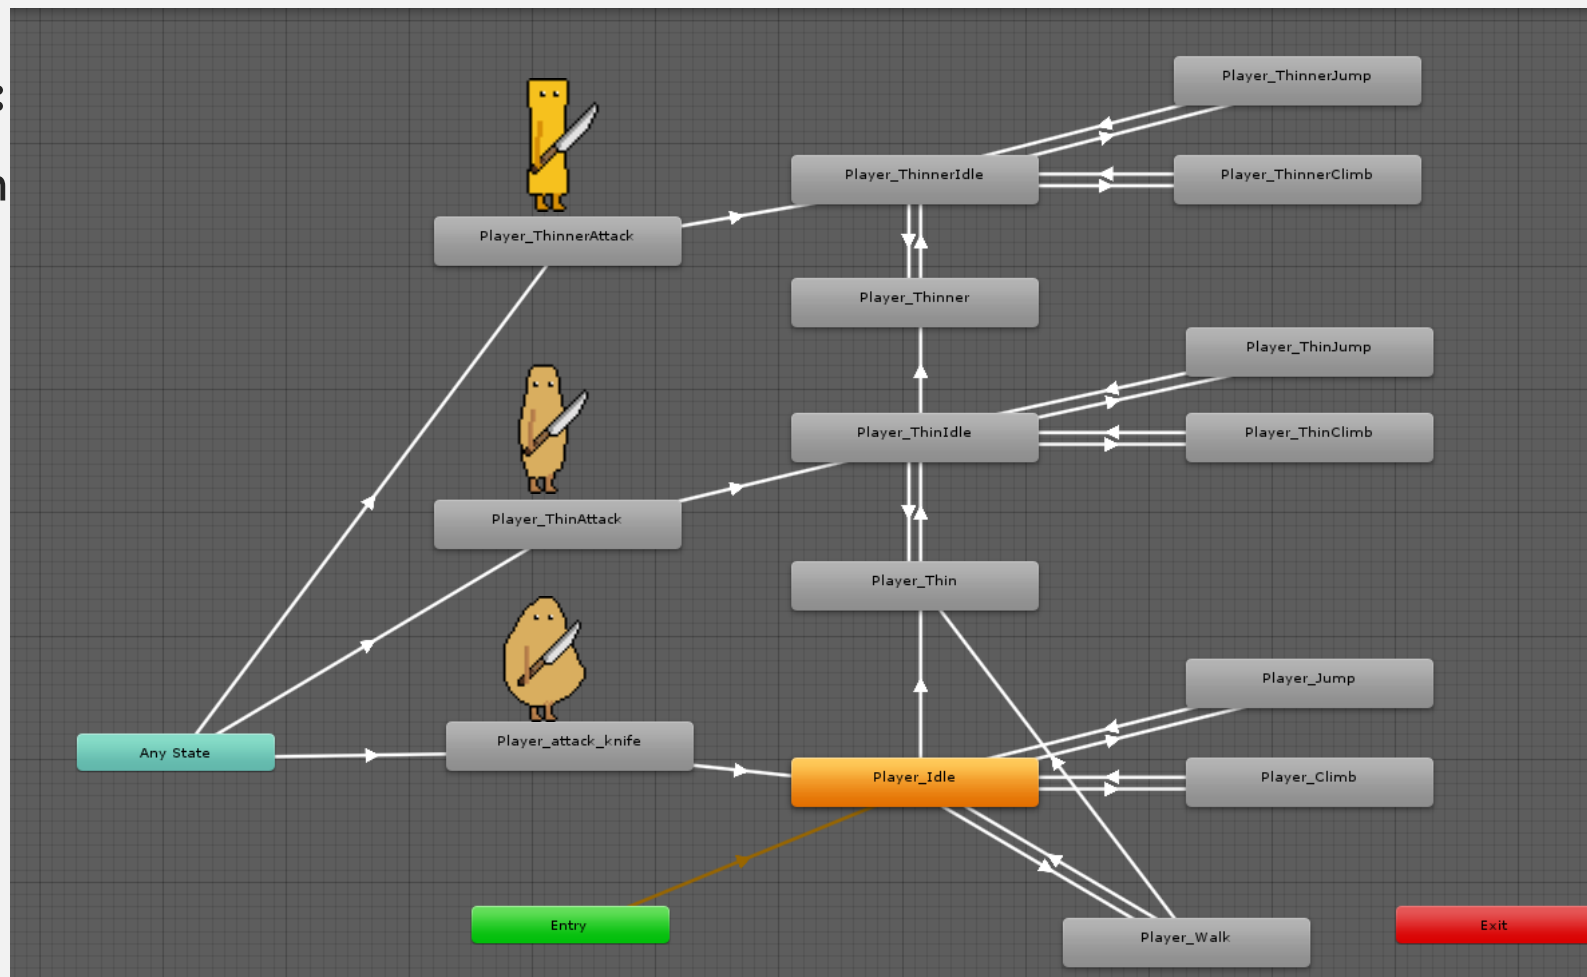 :
n
Player_ThinnerJump
Player_ThinnerIdle
Player_ThinnerClimb
Player_ThinnerAttack
Player_Thinner
Player_ThinJump
Player_ThinIdle
Player_ThinClimb
Player_ThinAttack
Player_Thin
Player_Jump
Any State
Player_attack_knife
Player_Idle
Player_Climb
Entry
Player_Walk
Exit